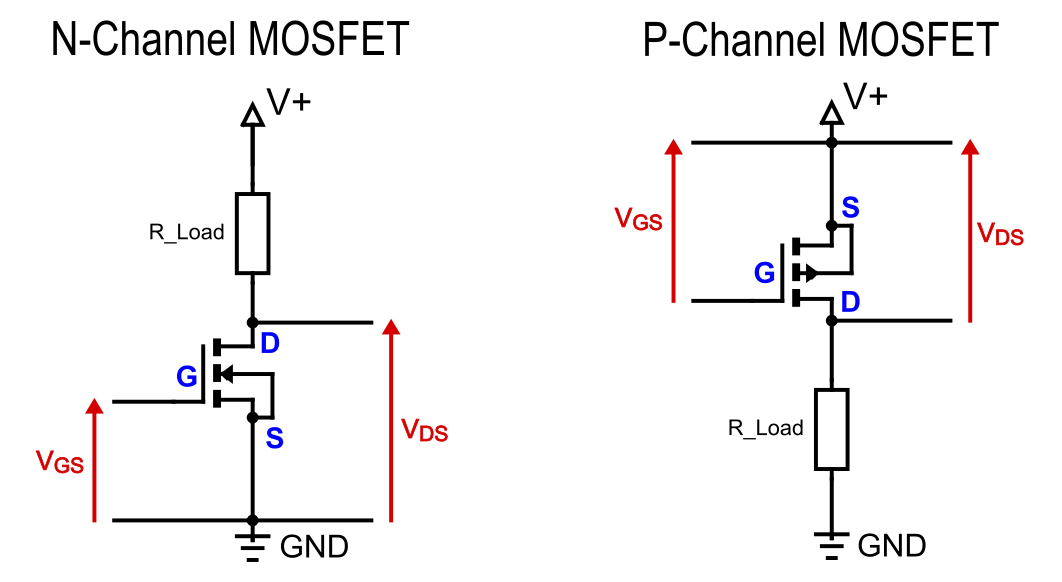 N-Channel MOSFET
V+
R_Load
D
G
S
VGS
VDS
GND
P-Channel MOSFET
V+
S
VGS
VDS
G
D
R_Load
GND